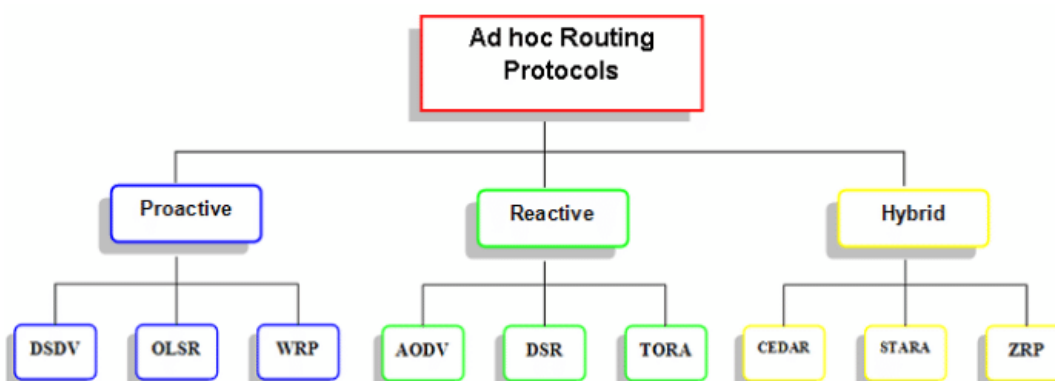 Ad hoc Routing
Protocols
Proactive
Reactive
Hybrid
DSDV
OLSR
WRP
AODV
DSR
TORA
CEDAR
STARA
ZRP